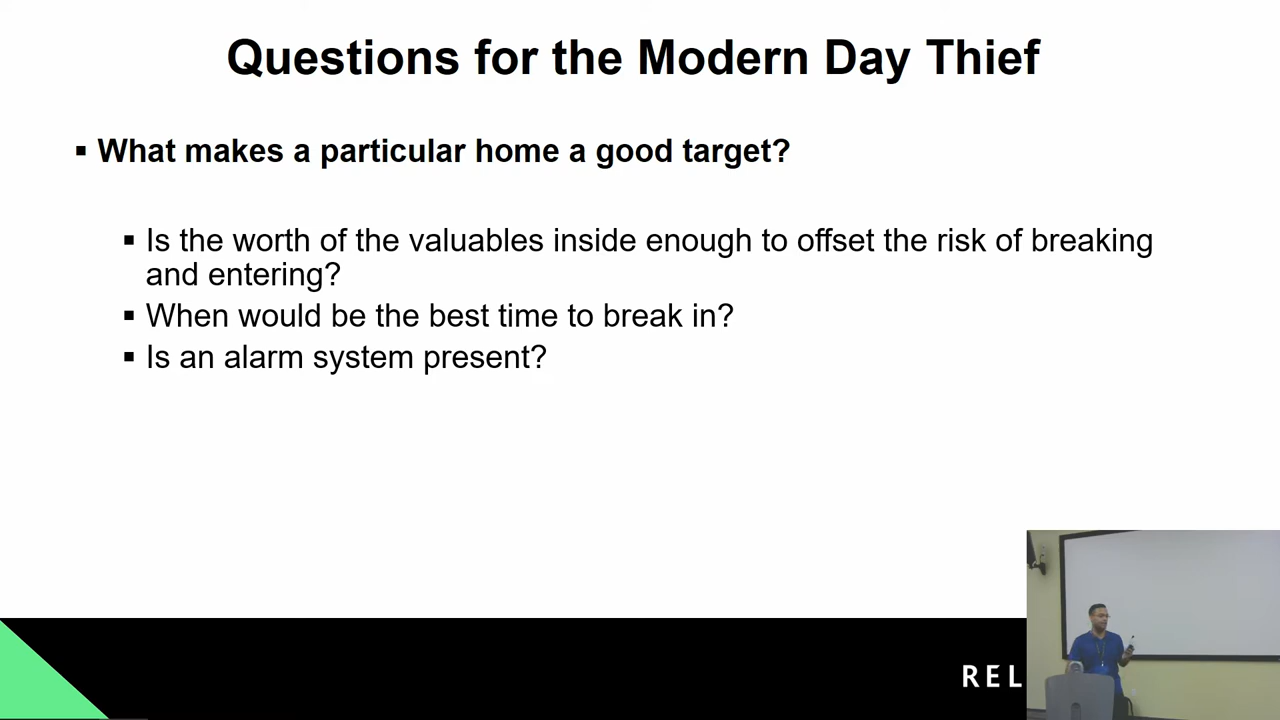 Questions for the Modern Day Thief
▪ What makes a particular home a good target?
▪ Is the worth of the valuables inside enough to offset the risk of breaking
and entering?
▪ When would be the best time to break in?
▪ Is an alarm system present?
REL